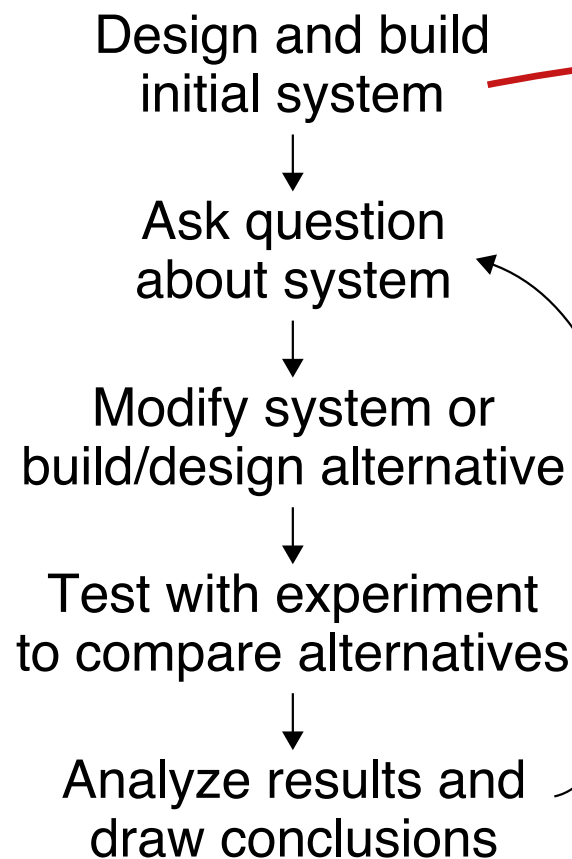 Design and build
initial system
Ask question
about system
Modify system or
build/design alternative
Test with experiment
to compare alternatives
Analyze results and
draw conclusions